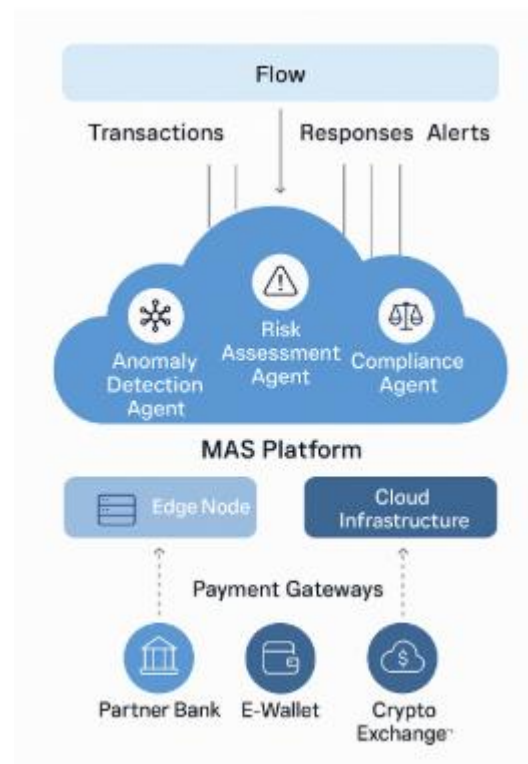 Flow
Transactions
Responses Alerts
Risk
Assessment
Agent
Anomaly
Detection
Agent
Compliance
Agent
MAS Platform
Edge Node
Cloud
Infrastructure
Payment Gateways
Partner Bank
E-Wallet
Crypto
Exchange